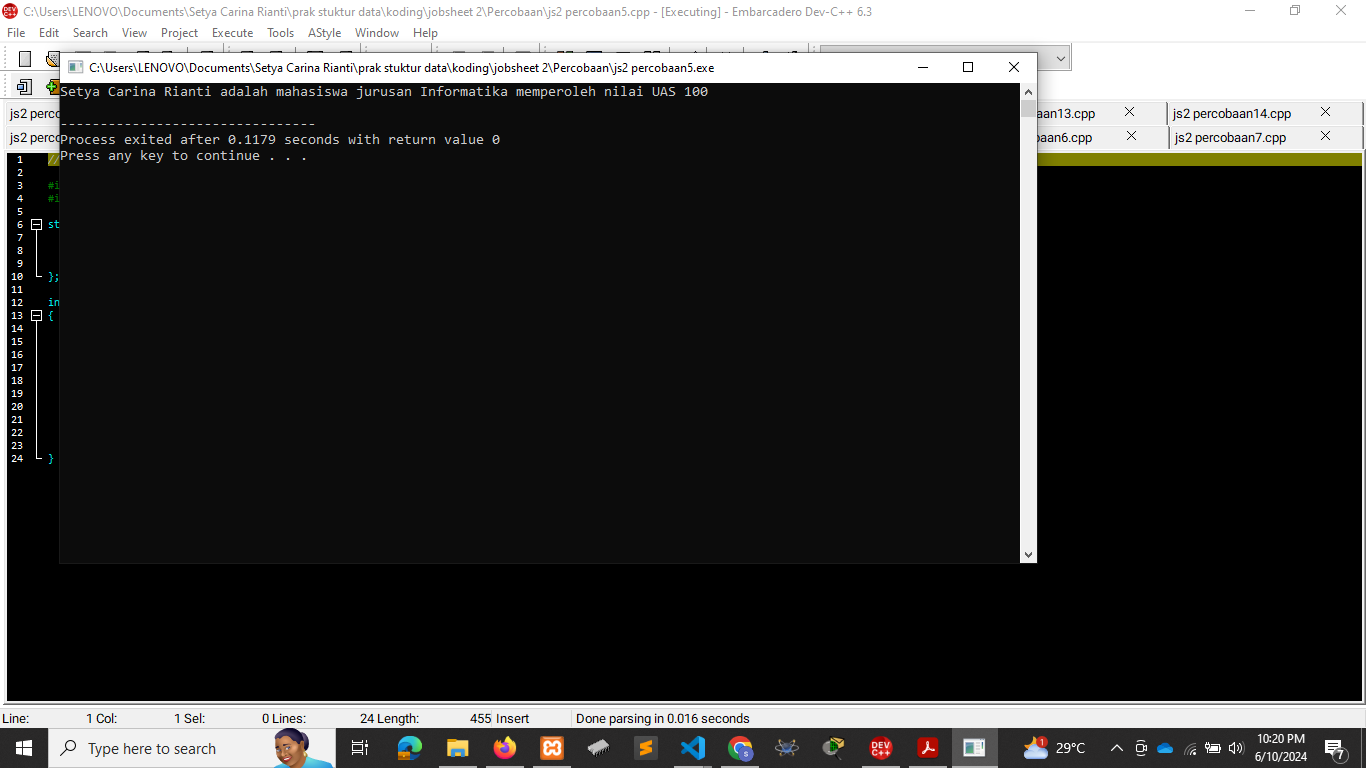 C:\Users\LENOVO\Documents\Setya Carina Rianti\prak stuktur data\koding\jobsheet 2\Percobaan\js2 percobaan5.cpp - [Executing] - Embarcadero Dev-C++ 6.3
File Edit Search View Project Execute Tools AStyle Window Help
C:\Users\LENOVO\Documents\Setya Carina Rianti\prak stuktur data\koding\jobsheet 2\Percobaan\js2 percobaan5.exe
Setya Carina Rianti adalah mahasiswa jurusan Informatika memperoleh nilai UAS 100
--------------------------------
Process exited after 0.1179 seconds with return value 0
Press any key to continue . . .
js2 perco
aan13.cpp
js2 percobaan14.cpp
js2 perco
baan6.cpp
js2 percobaan7.cpp
1 //
2
3 #i
4 #i
5
6 st
7
8
9
10 };
11
12 in
13 {
14
15
16
17
18
19
20
21
22
23
24 }
Line: 1 Col: 1 Sel: 0 Lines: 24 Length: 455 Insert Done parsing in 0.016 seconds
Type here to search
DEV C++
1
29°C
10:20 PM
6/10/2024
7